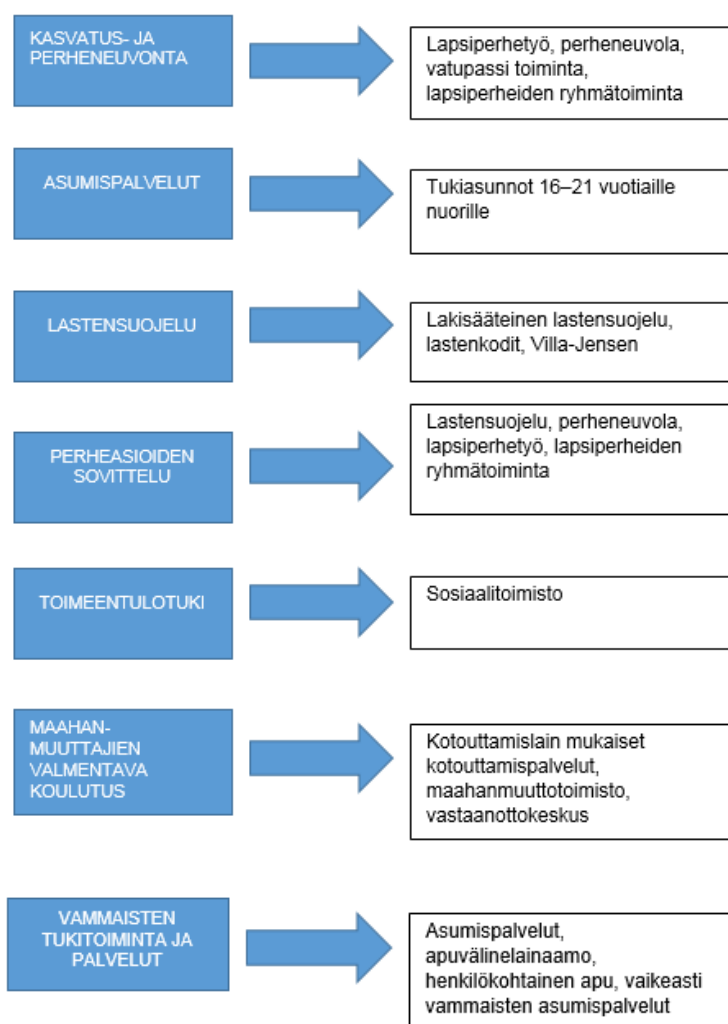 KASVATUS- JA
PERHENEUVONTA
Lapsiperhetyö, perheneuvola,
vatupassi toiminta,
lapsiperheiden ryhmätoiminta
ASUMISPALVELUT
Tukiasunnot 16–21 vuotiaille
nuorille
LASTENSUOJELU
Lakisääteinen lastensuojelu,
lastenkodit, Villa-Jensen
PERHEASIOIDEN
SOVITTELU
Lastensuojelu, perheneuvola,
lapsiperhetyö, lapsiperheiden
ryhmätoiminta
TOIMEENTULOTUKI
Sosiaalitoimisto
MAAHAN-
MUUTTAJIEN
VALMENTAVA
KOULUTUS
Kotouttamislain mukaiset
kotouttamispalvelut,
maahanmuuttotoimisto,
vastaanottokeskus
VAMMAISTEN
TUKITOIMINTA JA
PALVELUT
Asumispalvelut,
apuvälinelainaamo,
henkilökohtainen apu, vaikeasti
vammaisten asumispalvelut